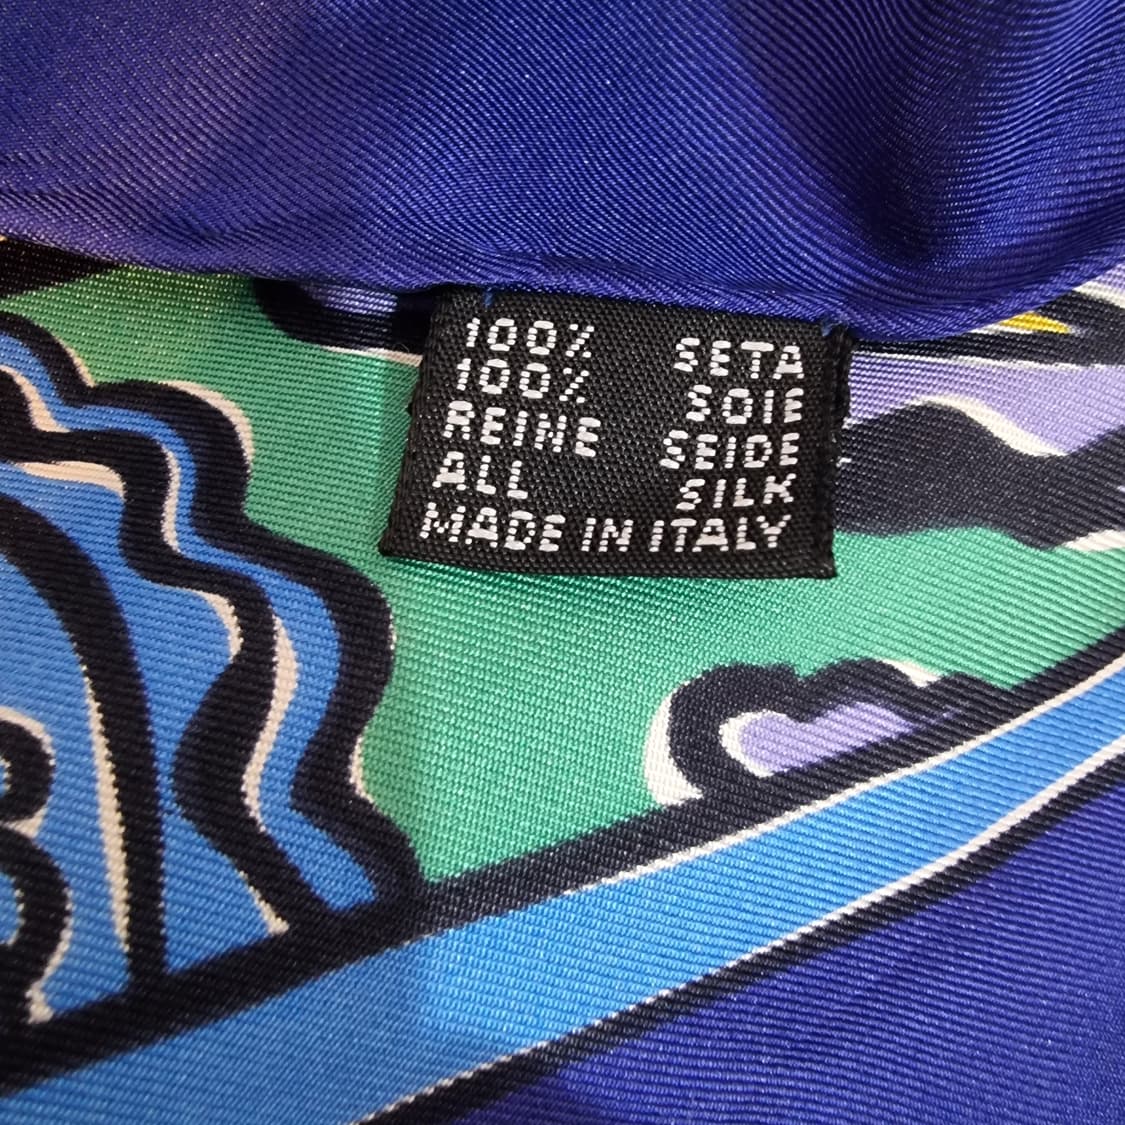 100% SETA
100% SOIE
REINE SEIDE
ALL SILK
MADE IN ITALY